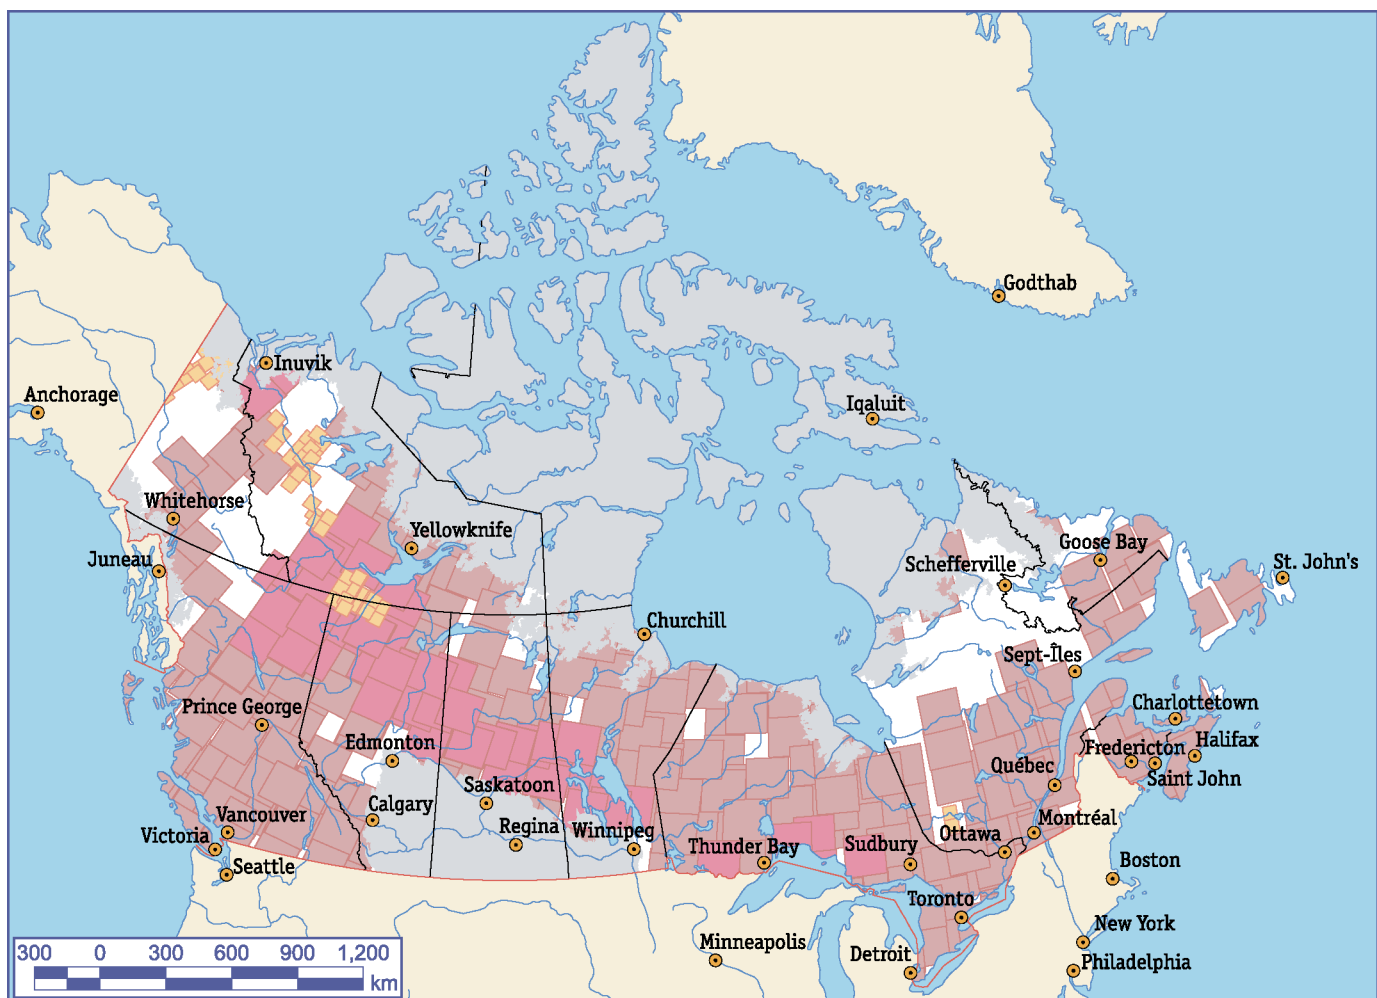 Godthab
Inuvik
Anchorage
Iqaluit
Whitehorse
Yellowknife
Goose Bay
Juneau
Schefferville
St. John's
Churchill
Sept-Îles
Prince George
Charlottetown
Edmonton
Fredericton
Halifax
Québec
Saint John
Saskatoon
Calgary
Vancouver
Montréal
Regina
Winnipeg
Ottawa
Victoria
Thunder Bay
Sudbury
Boston
Seattle
Toronto
New York
Minneapolis
Detroit
Philadelphia
300 0 300 600 900 1,200
km